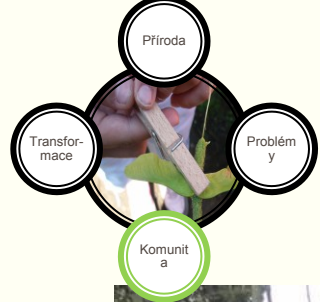 Příroda
Transfor-
mace
Problém
y
Komunit
a